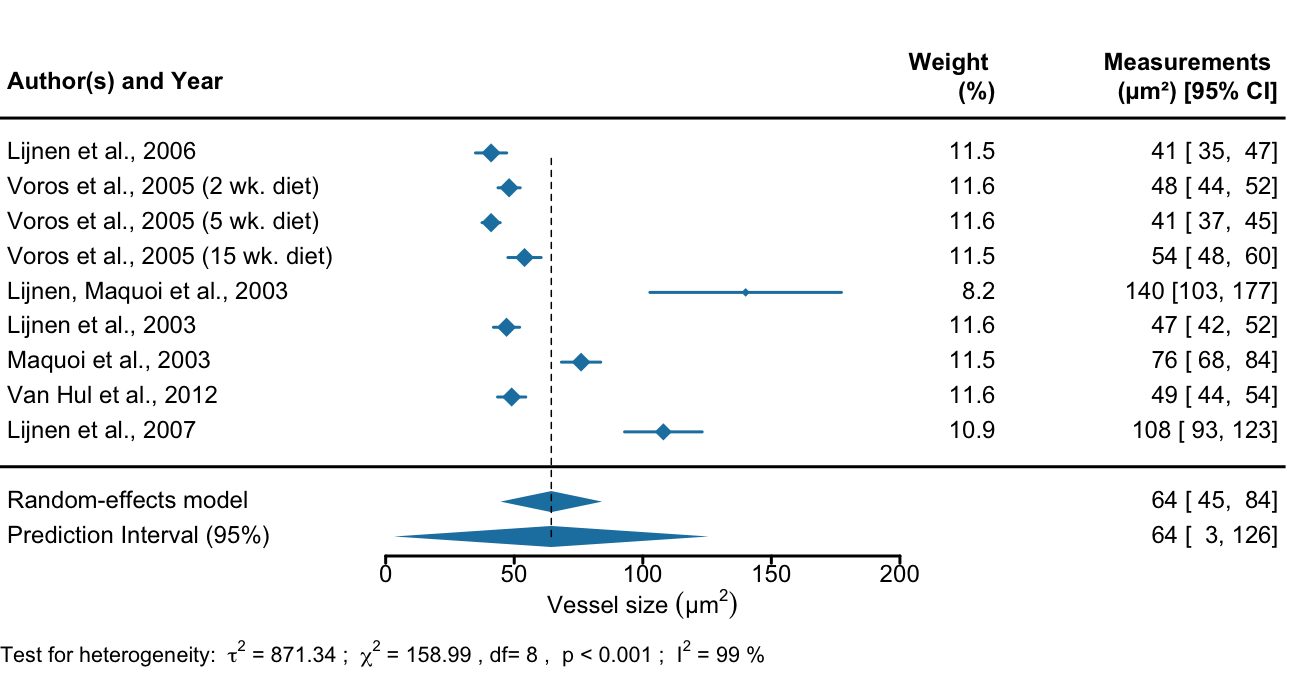 Author(s) and Year Weight (%) Measurements (µm²) [95% CI]
Lijnen et al., 2006 11.5 41 [ 35, 47]
Voros et al., 2005 (2 wk. diet) 11.6 48 [ 44, 52]
Voros et al., 2005 (5 wk. diet) 11.6 41 [ 37, 45]
Voros et al., 2005 (15 wk. diet) 11.5 54 [ 48, 60]
Lijnen, Maquoi et al., 2003 8.2 140 [103, 177]
Lijnen et al., 2003 11.6 47 [ 42, 52]
Maquoi et al., 2003 11.5 76 [ 68, 84]
Van Hul et al., 2012 11.6 49 [ 44, 54]
Lijnen et al., 2007 10.9 108 [ 93, 123]
Random-effects model 64 [ 45, 84]
Prediction Interval (95%) 64 [ 3, 126]
0 50 100 150 200
Vessel size (µm²)
Test for heterogeneity: τ² = 871.34 ; χ² = 158.99 , df= 8 , p < 0.001 ; I² = 99 %